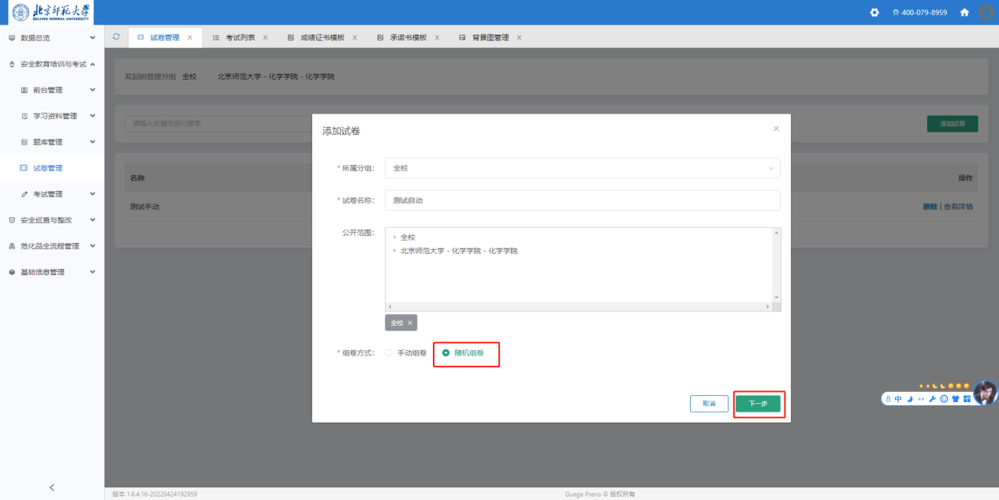 北京师范大学
BEIJING NORMAL UNIVERSITY
400-079-8959
数据总览
安全教育培训与考试
前台管理
学习资料管理
题库管理
试卷管理
考试管理
安全巡查与整改
危化品全流程管理
基础信息管理
试卷管理 ×
考试列表 ×
成绩证书模板 ×
承诺书模板 ×
背景图管理 ×
发起的管理分组 全校 北京师范大学 - 化学学院 - 化学学院
请输入关键字进行搜索
添加试卷
名称
操作
测试手动
删除 | 查看详情
添加试卷
×
* 所属分组: 全校
* 试卷名称: 测试自动
公开范围:
全校
北京师范大学 - 化学学院 - 化学学院
全校 ×
* 组卷方式: 手动组卷 随机组卷
取消
下一步
中
版本 1.6.4.16-20220424192959
Guege Preno © 版权所有